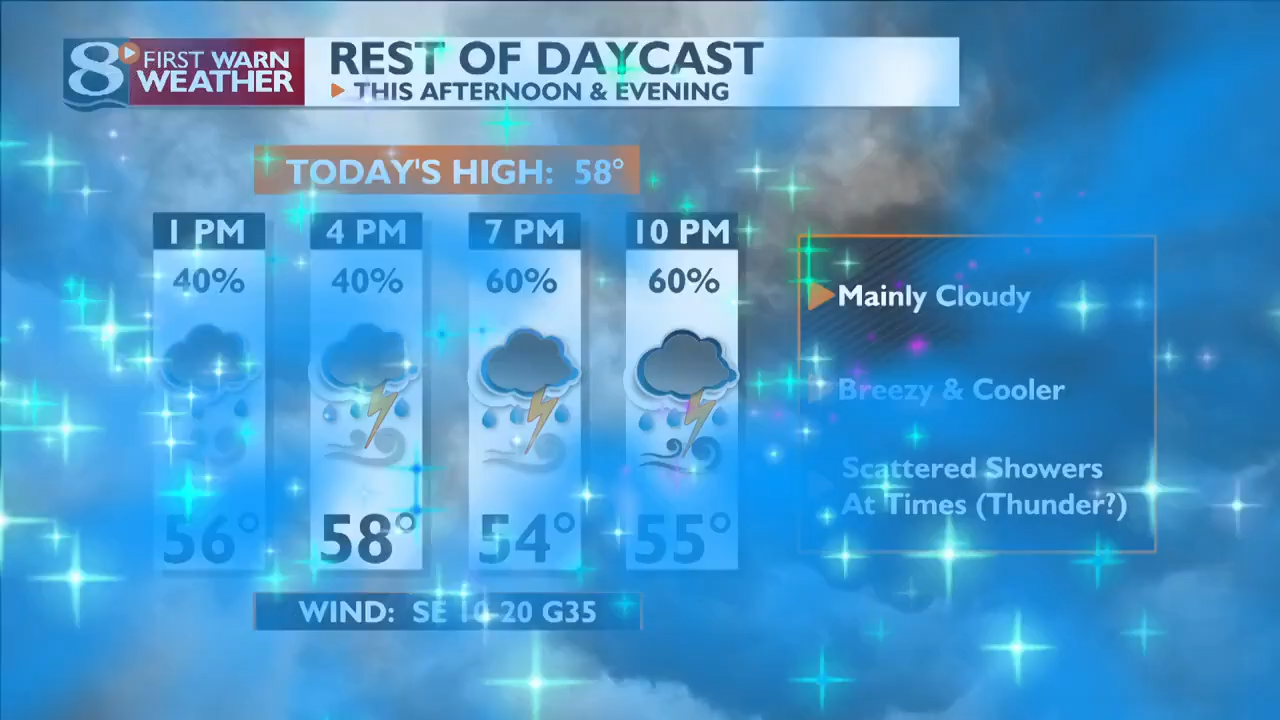 8 FIRST WARN
WEATHER
REST OF DAYCAST
THIS AFTERNOON & EVENING
TODAY'S HIGH: 58°
1 PM 4 PM 7 PM 10 PM
40% 40% 60% 60%
56° 58° 54° 55°
WIND: SE 10-20 G35
Mainly Cloudy
Breezy & Cooler
Scattered Showers
At Times (Thunder?)